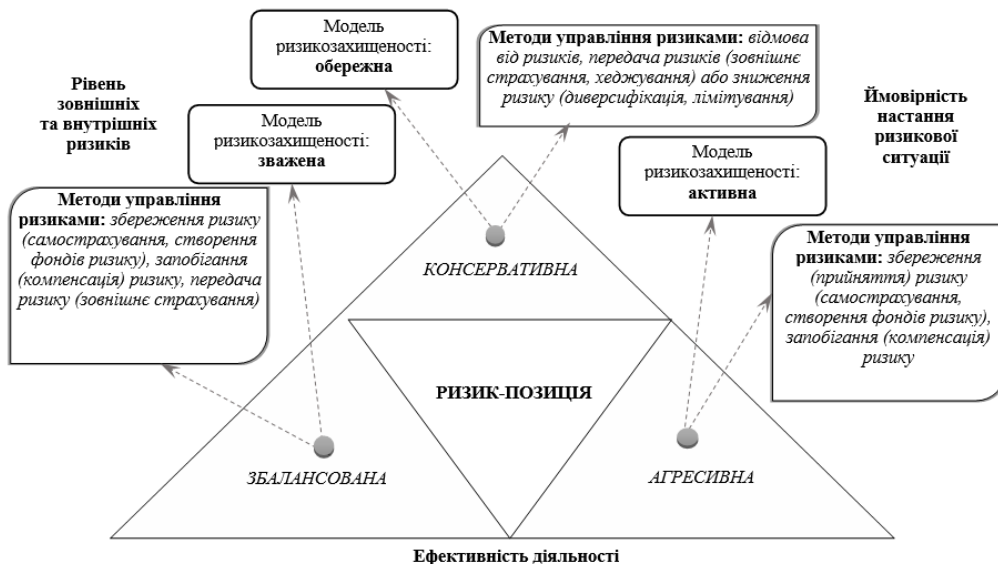 Модель
ризикозахищеності:
обережна
Методи управління ризиками: відмова
від ризиків, передача ризиків (зовнішнє
страхування, хеджування) або зниження
ризику (диверсифікація, лімітування)
Рівень
зовнішніх
та внутрішніх
ризиків
Модель
ризикозахищеності:
зважена
Ймовірність
настання
ризикової
ситуації
Модель
ризикозахищеності:
активна
Методи управління
ризиками: збереження ризику
(самострахування, створення
фондів ризику), запобігання
(компенсація) ризику, передача
ризику (зовнішнє страхування)
Методи управління
ризиками: збереження
(прийняття) ризику
(самострахування,
створення фондів ризику),
запобігання (компенсація)
ризику
КОНСЕРВАТИВНА
РИЗИК-ПОЗИЦІЯ
ЗБАЛАНСОВАНА
АГРЕСИВНА
Ефективність діяльності